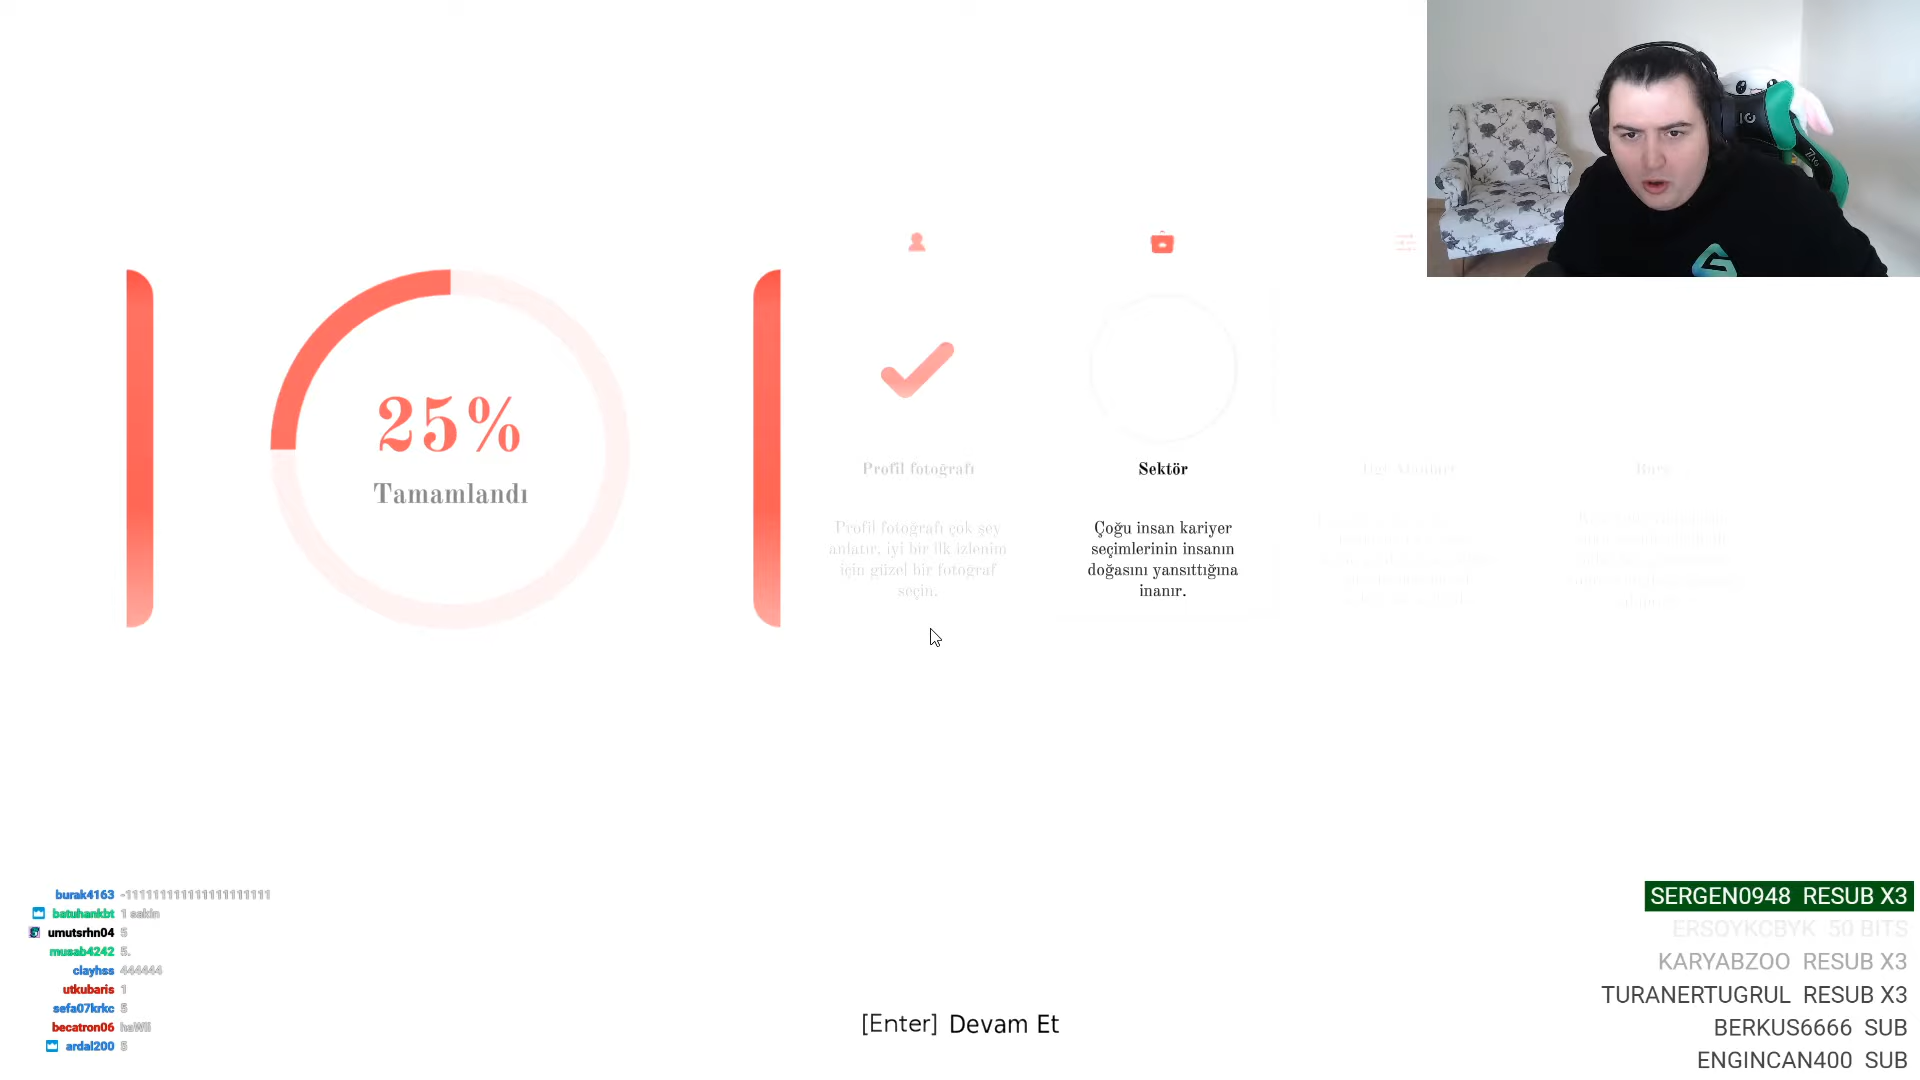 25%
Tamamlandı
Profil fotoğrafı
Profil fotoğrafı çok şey
anlatır, iyi bir ilk izlenim
için güzel bir fotoğraf
seçin.
Sektör
Çoğu insan kariyer
seçimlerinin insanın
doğasını yansıttığına
inanır.
[Enter] Devam Et
burak4163 -1111111111111111111111
batuhankbt 1 sakin
umutsrhn04 5
musab4242 5.
clayhss 444444
utkubaris 1
sefa07krkc 5
becatron06 haWli
ardal200 5
SERGEN0948 RESUB X3
ERSOYKCBYK 50 BITS
KARYABZOO RESUB X3
TURANERTUGRUL RESUB X3
BERKUS6666 SUB
ENGINCAN400 SUB